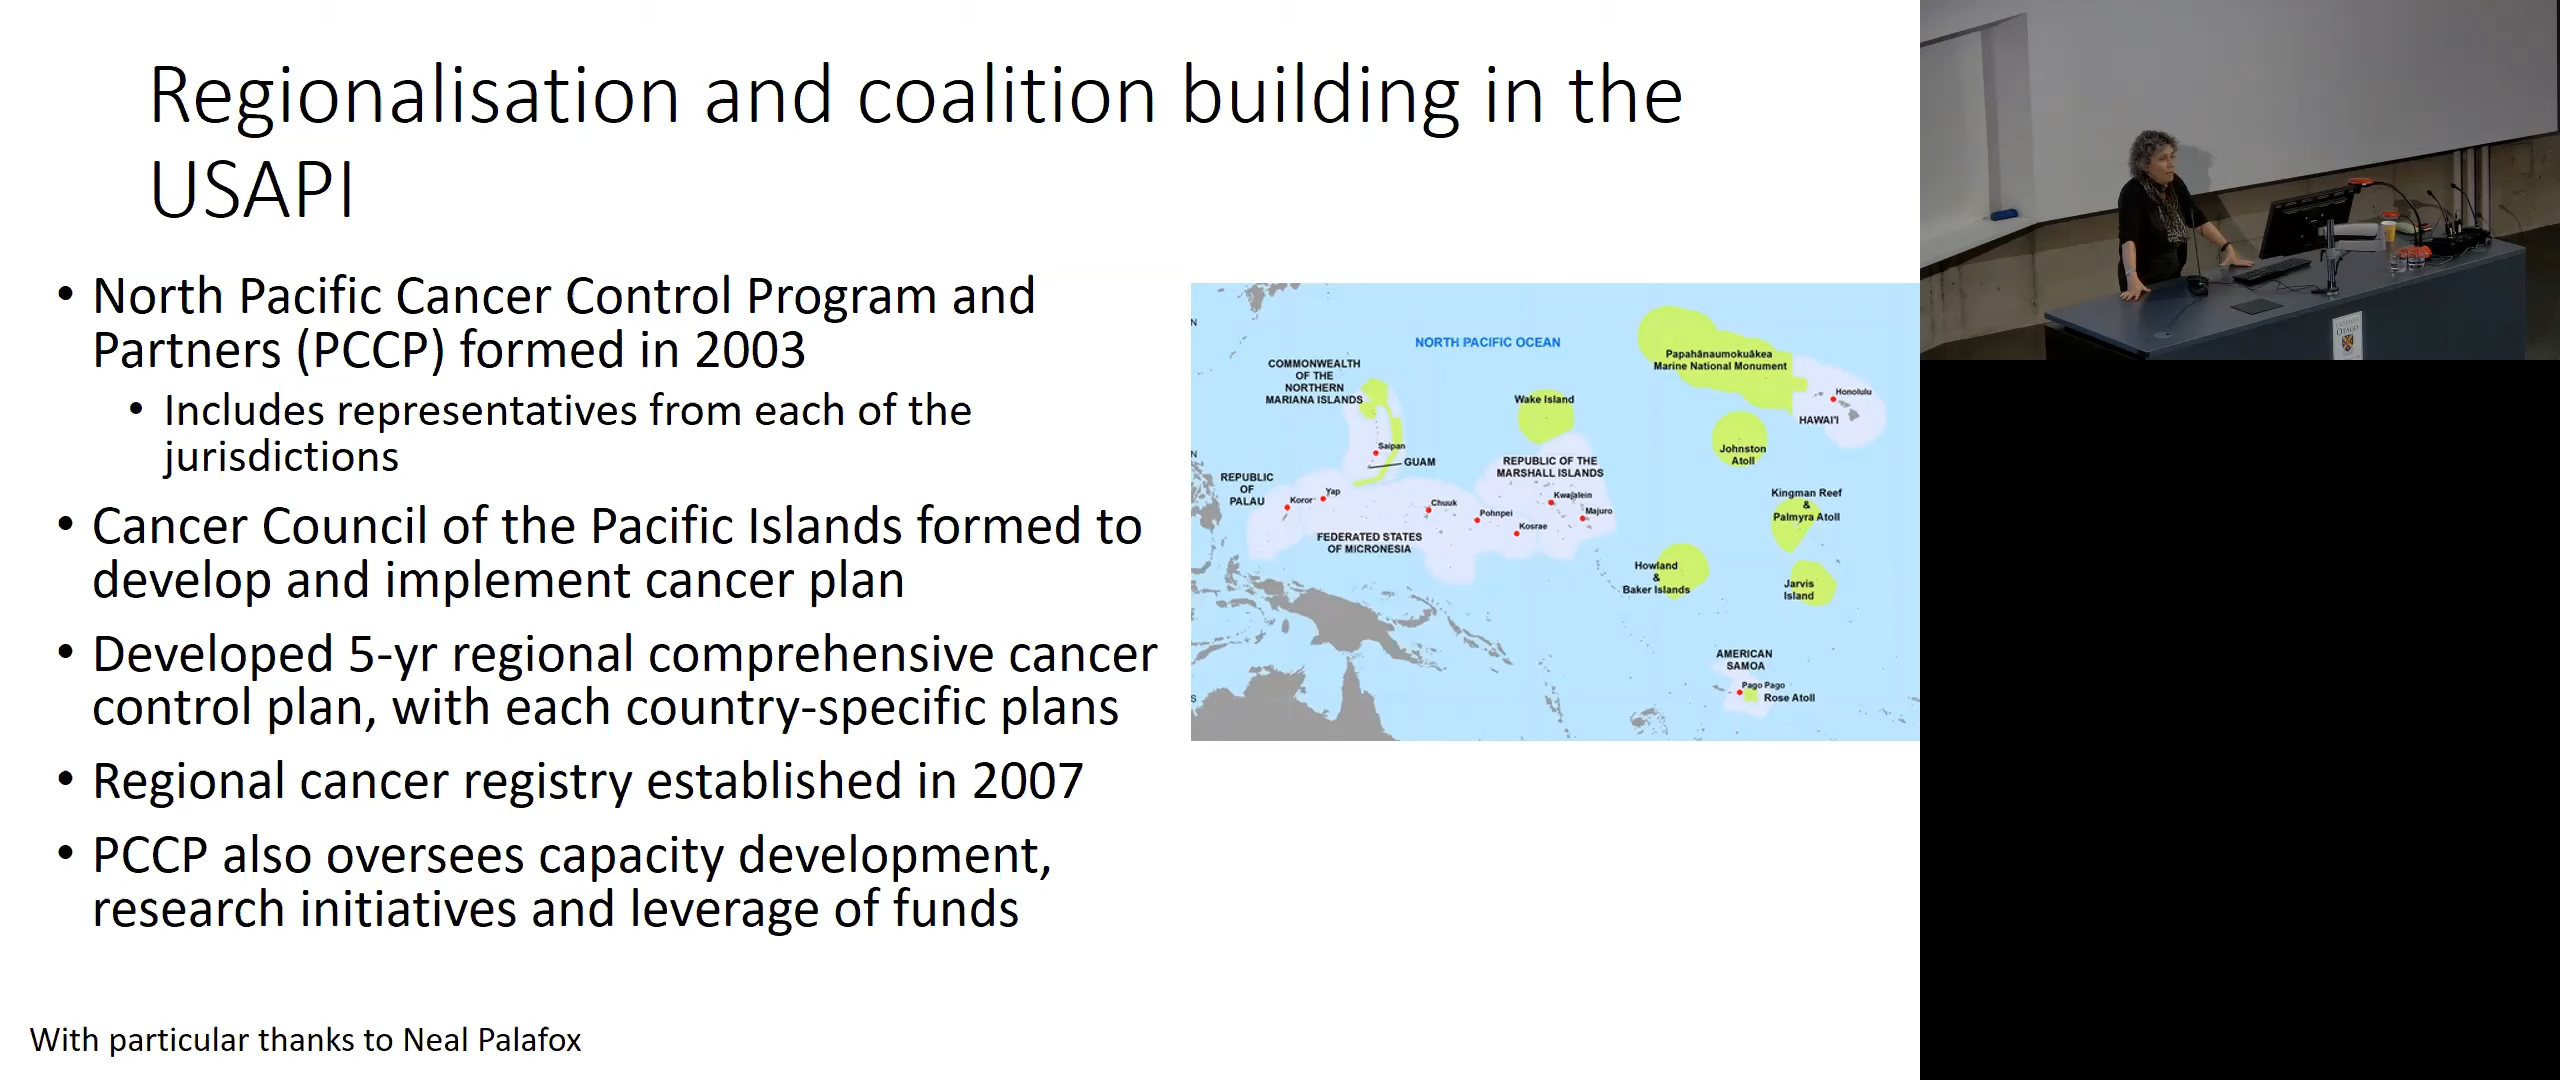 Regionalisation and coalition building in the
USAPI
• North Pacific Cancer Control Program and
Partners (PCCP) formed in 2003
• Includes representatives from each of the
jurisdictions
• Cancer Council of the Pacific Islands formed to
develop and implement cancer plan
• Developed 5-yr regional comprehensive cancer
control plan, with each country-specific plans
• Regional cancer registry established in 2007
• PCCP also oversees capacity development,
research initiatives and leverage of funds
With particular thanks to Neal Palafox
N
NORTH PACIFIC OCEAN
COMMONWEALTH
OF THE
NORTHERN
MARIANA ISLANDS
Papahānaumokuākea
Marine National Monument
Honolulu
HAWAI'I
Wake Island
Johnston
Atoll
N
Saipan
GUAM
REPUBLIC OF THE
MARSHALL ISLANDS
REPUBLIC
OF
PALAU
Koror
Yap
Chuuk
Pohnpei
Kosrae
Kwajalein
Majuro
FEDERATED STATES
OF MICRONESIA
Kingman Reef
&
Palmyra Atoll
Howland
&
Baker Islands
Jarvis
Island
AMERICAN
SAMOA
Pago Pago
Rose Atoll
S
OTAGO